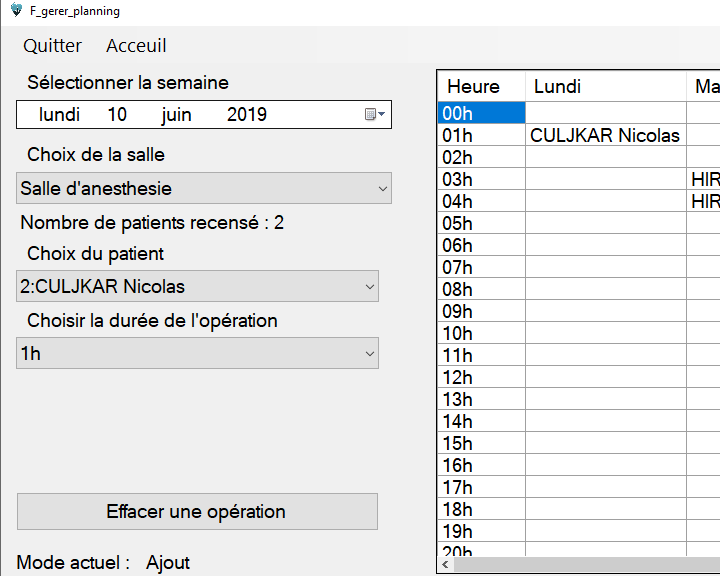 F_gerer_planning
Quitter Acceuil
Sélectionner la semaine
lundi 10 juin 2019
Choix de la salle
Salle d'anesthesie
Nombre de patients recensé : 2
Choix du patient
2:CULJKAR Nicolas
Choisir la durée de l'opération
1h
Effacer une opération
Mode actuel : Ajout
Heure Lundi Ma
00h
01h CULJKAR Nicolas
02h
03h HIR
04h HIR
05h
06h
07h
08h
09h
10h
11h
12h
13h
14h
15h
16h
17h
18h
19h
20h